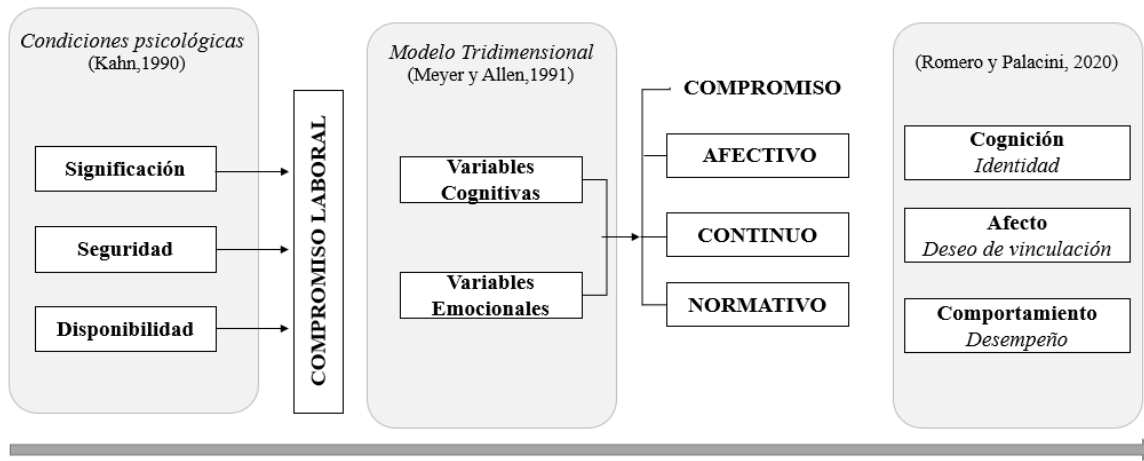 Condiciones psicológicas
(Kahn,1990)
Significación
Seguridad
Disponibilidad
COMPROMISO LABORAL
Modelo Tridimensional
(Meyer y Allen,1991)
Variables
Cognitivas
Variables
Emocionales
COMPROMISO
AFECTIVO
CONTINUO
NORMATIVO
(Romero y Palacini, 2020)
Cognición
Identidad
Afecto
Deseo de vinculación
Comportamiento
Desempeño